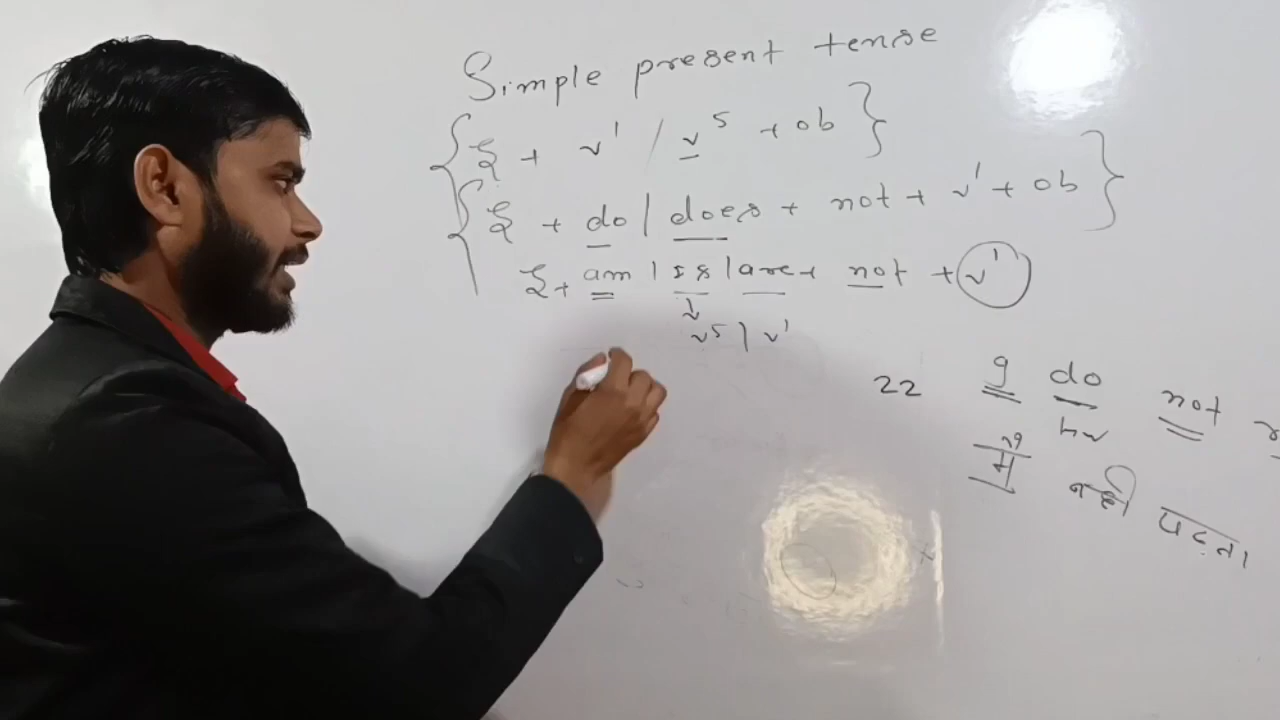 Simple present tense
{ S + v¹ / v⁵ + ob }
{ S + do | does + not + v¹ + ob }
S + am | is | are + not + v¹
↓
v⁵ | v¹
22 I do not
मैं नहीं पढ़ता